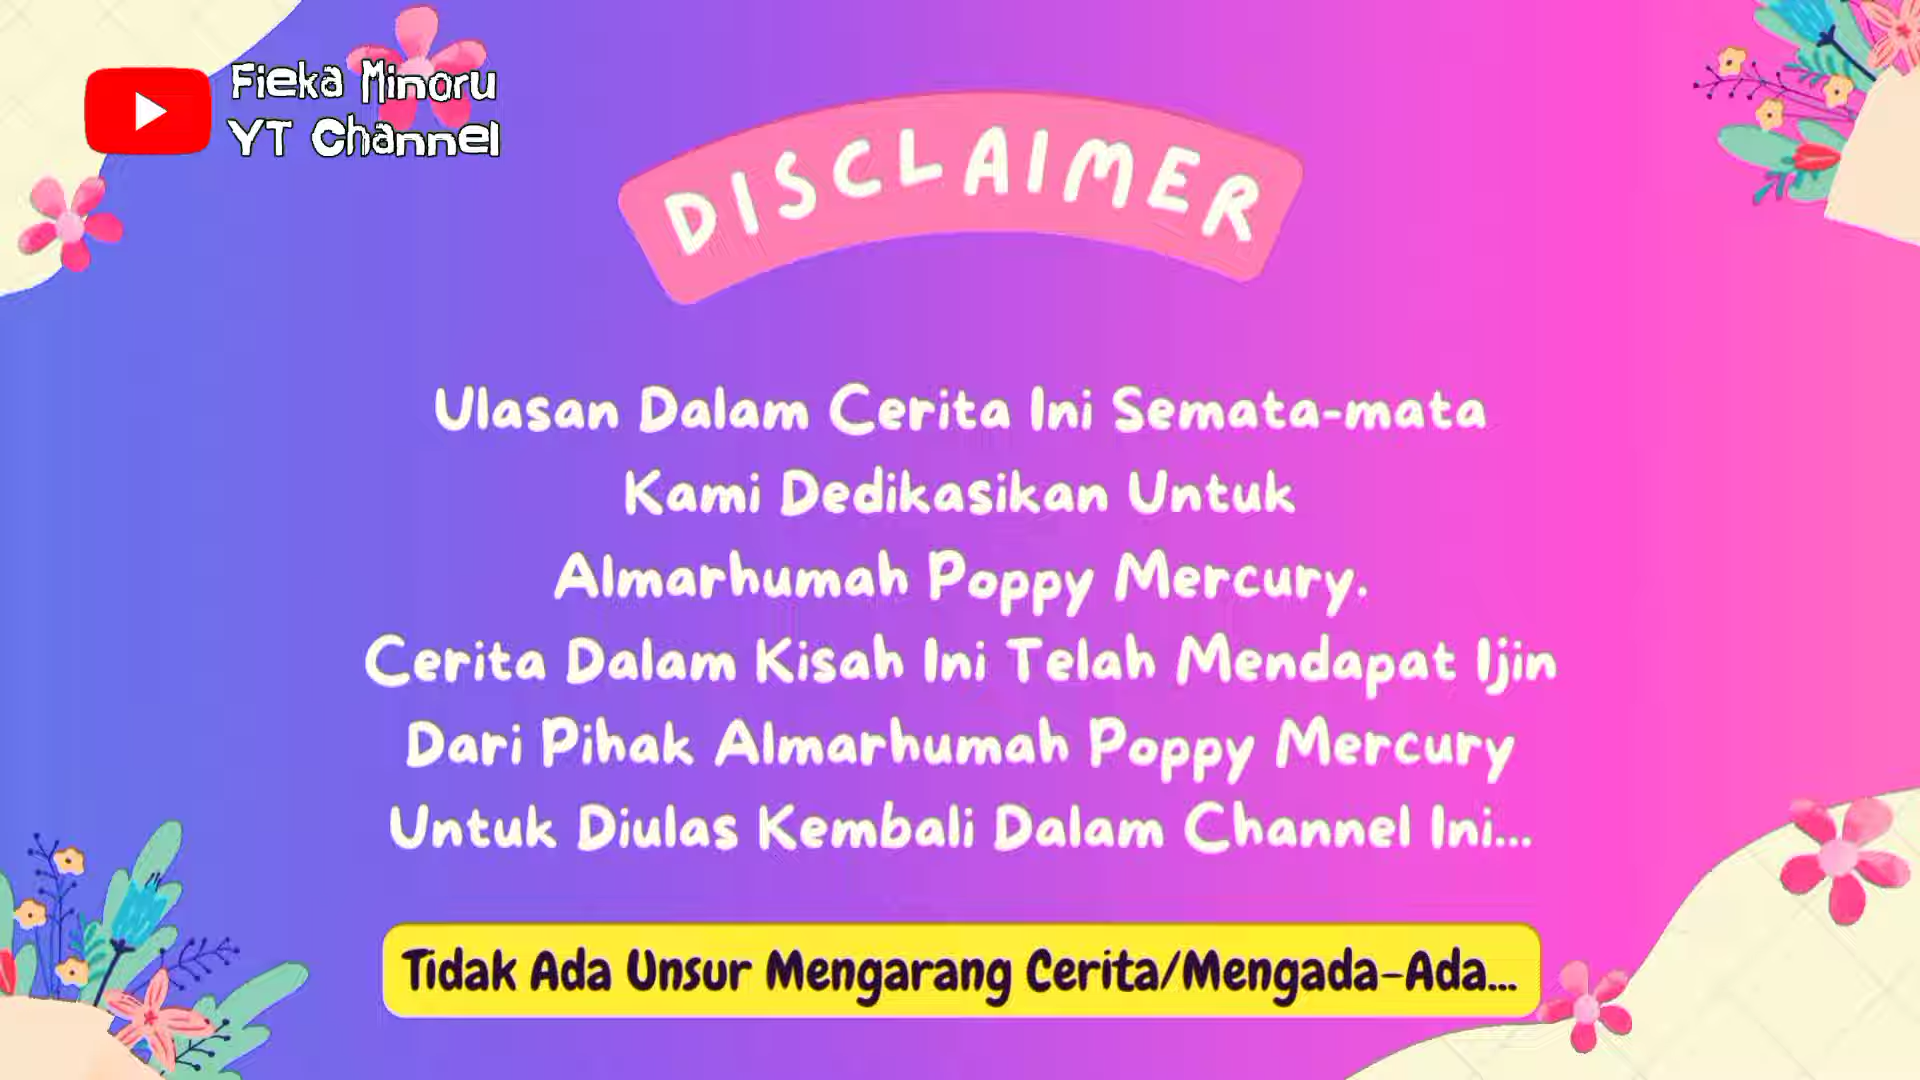 Fieka Minoru
YT Channel
DISCLAIMER
Ulasan Dalam Cerita Ini Semata-mata
Kami Dedikasikan Untuk
Almarhumah Poppy Mercury.
Cerita Dalam Kisah Ini Telah Mendapat Ijin
Dari Pihak Almarhumah Poppy Mercury
Untuk Diulas Kembali Dalam Channel Ini...
Tidak Ada Unsur Mengarang Cerita/Mengada-Ada...